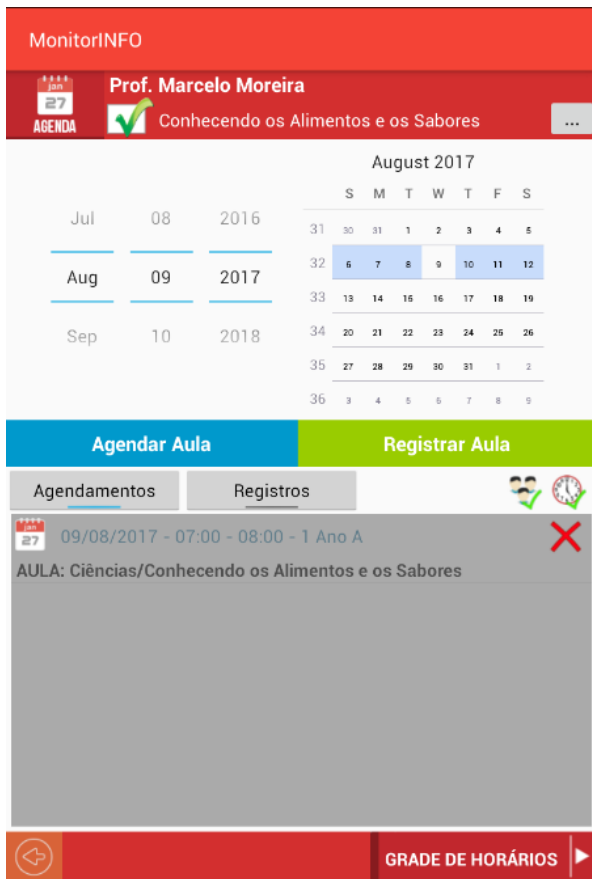 MonitorINFO
jan
27
AGENDA
Prof. Marcelo Moreira
Conhecendo os Alimentos e os Sabores
...
Jul 08 2016
Aug 09 2017
Sep 10 2018
August 2017
S M T W T F S
31 30 31 1 2 3 4 5
32 6 7 8 9 10 11 12
33 13 14 15 16 17 18 19
34 20 21 22 23 24 25 26
35 27 28 29 30 31 1 2
36 3 4 5 6 7 8 9
Agendar Aula
Registrar Aula
Agendamentos
Registros
jan
27
09/08/2017 - 07:00 - 08:00 - 1 Ano A
AULA: Ciências/Conhecendo os Alimentos e os Sabores
GRADE DE HORÁRIOS